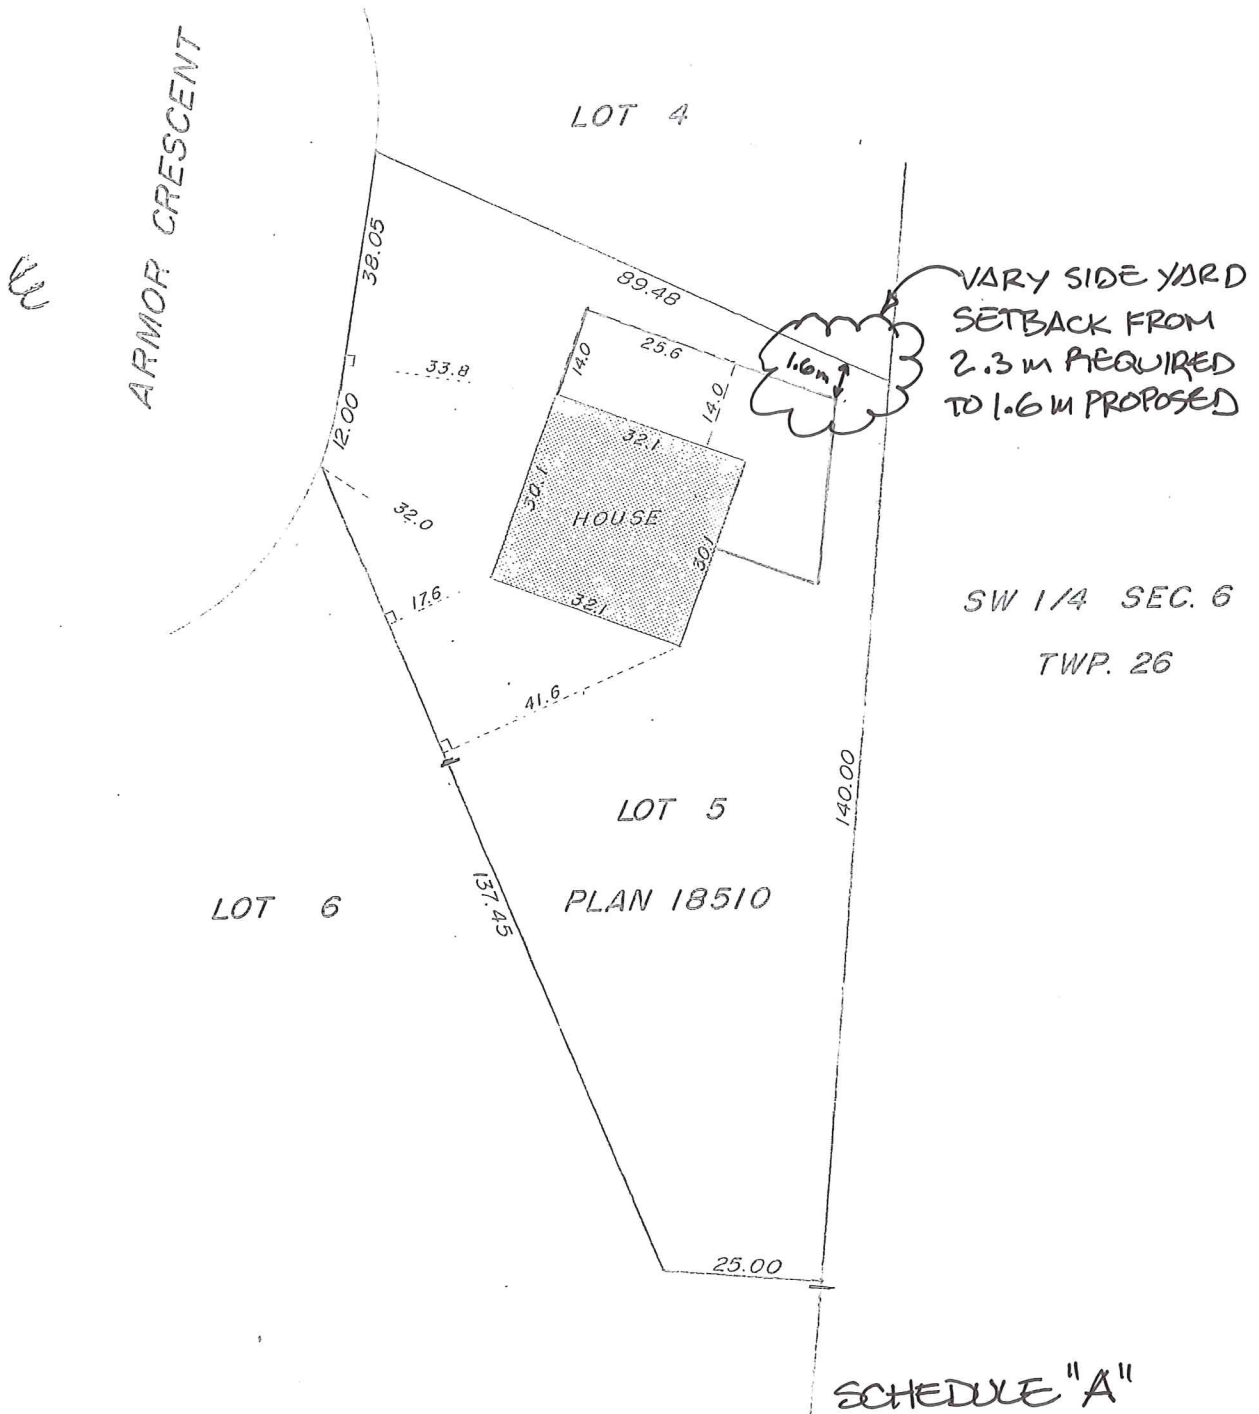 ARMOR CRESCENT
LOT 4
38.05
89.48
VARY SIDE YARD
SETBACK FROM
2.3 m REQUIRED
TO 1.6 M PROPOSED
1.6m
25.6
14.0
14.0
33.8
12.00
32.1
30.1
HOUSE
30.1
32.1
32.0
17.6
41.6
SW 1/4 SEC. 6
TWP. 26
LOT 5
140.00
LOT 6
137.45
PLAN 18510
25.00
SCHEDULE "A"